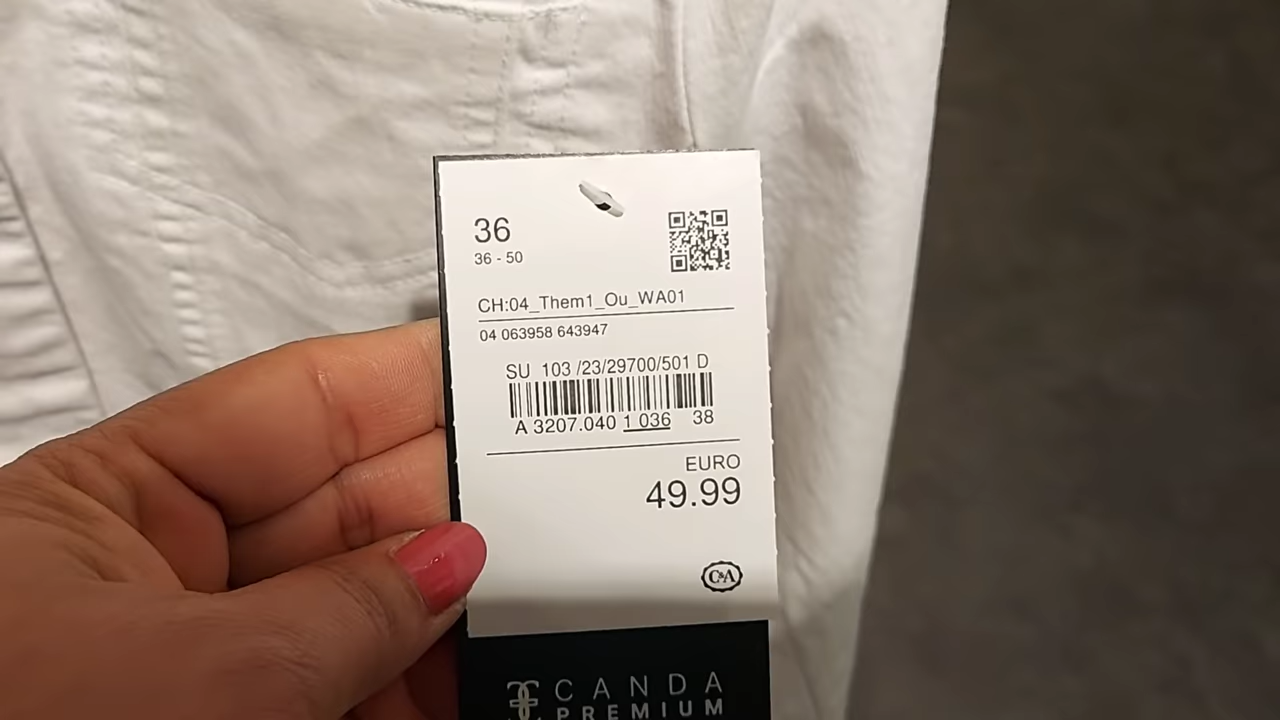 36
36 - 50
CH:04_Them1_Ou_WA01
04 063958 643947
SU 103 /23/29700/501 D
A 3207.040 1 036 38
EURO
49.99
C&A
CANDA
PREMIUM